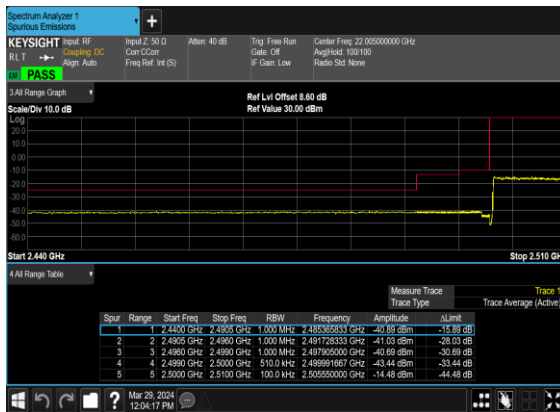 Spectrum Analyzer 1
Spurious Emissions
+
KEYSIGHT Input: RF Input Z: 50 Ω Atten: 40 dB Trig: Free Run Center Freq: 22.005000000 GHz
RLT Coupling: DC Corr CCorr Gate: Off Avg|Hold: 100/100
Align: Auto Freq Ref: Int (S) IF Gain: Low Radio Std: None
PASS
3 All Range Graph
Ref Lvl Offset 8.60 dB
Scale/Div 10.0 dB Ref Value 30.00 dBm
Log
20.0
10.0
0.00
-10.0
-20.0
-30.0
-40.0
-50.0
-60.0
Start 2.440 GHz Stop 2.510 GH
4 All Range Table
Measure Trace Trace 1
Trace Type Trace Average (Active)
Spur Range Start Freq Stop Freq RBW Frequency Amplitude ΔLimit
1 1 2.4400 GHz 2.4905 GHz 1.000 MHz 2.485365833 GHz -40.89 dBm -15.89 dB
2 2 2.4905 GHz 2.4960 GHz 1.000 MHz 2.491728333 GHz -41.03 dBm -28.03 dB
3 3 2.4960 GHz 2.4990 GHz 1.000 MHz 2.497905000 GHz -40.69 dBm -30.69 dB
4 4 2.4990 GHz 2.5000 GHz 510.0 kHz 2.499991667 GHz -43.44 dBm -33.44 dB
5 5 2.5000 GHz 2.5100 GHz 100.0 kHz 2.505550000 GHz -14.48 dBm -44.48 dB
? Mar 29, 2024
12:04:17 PM